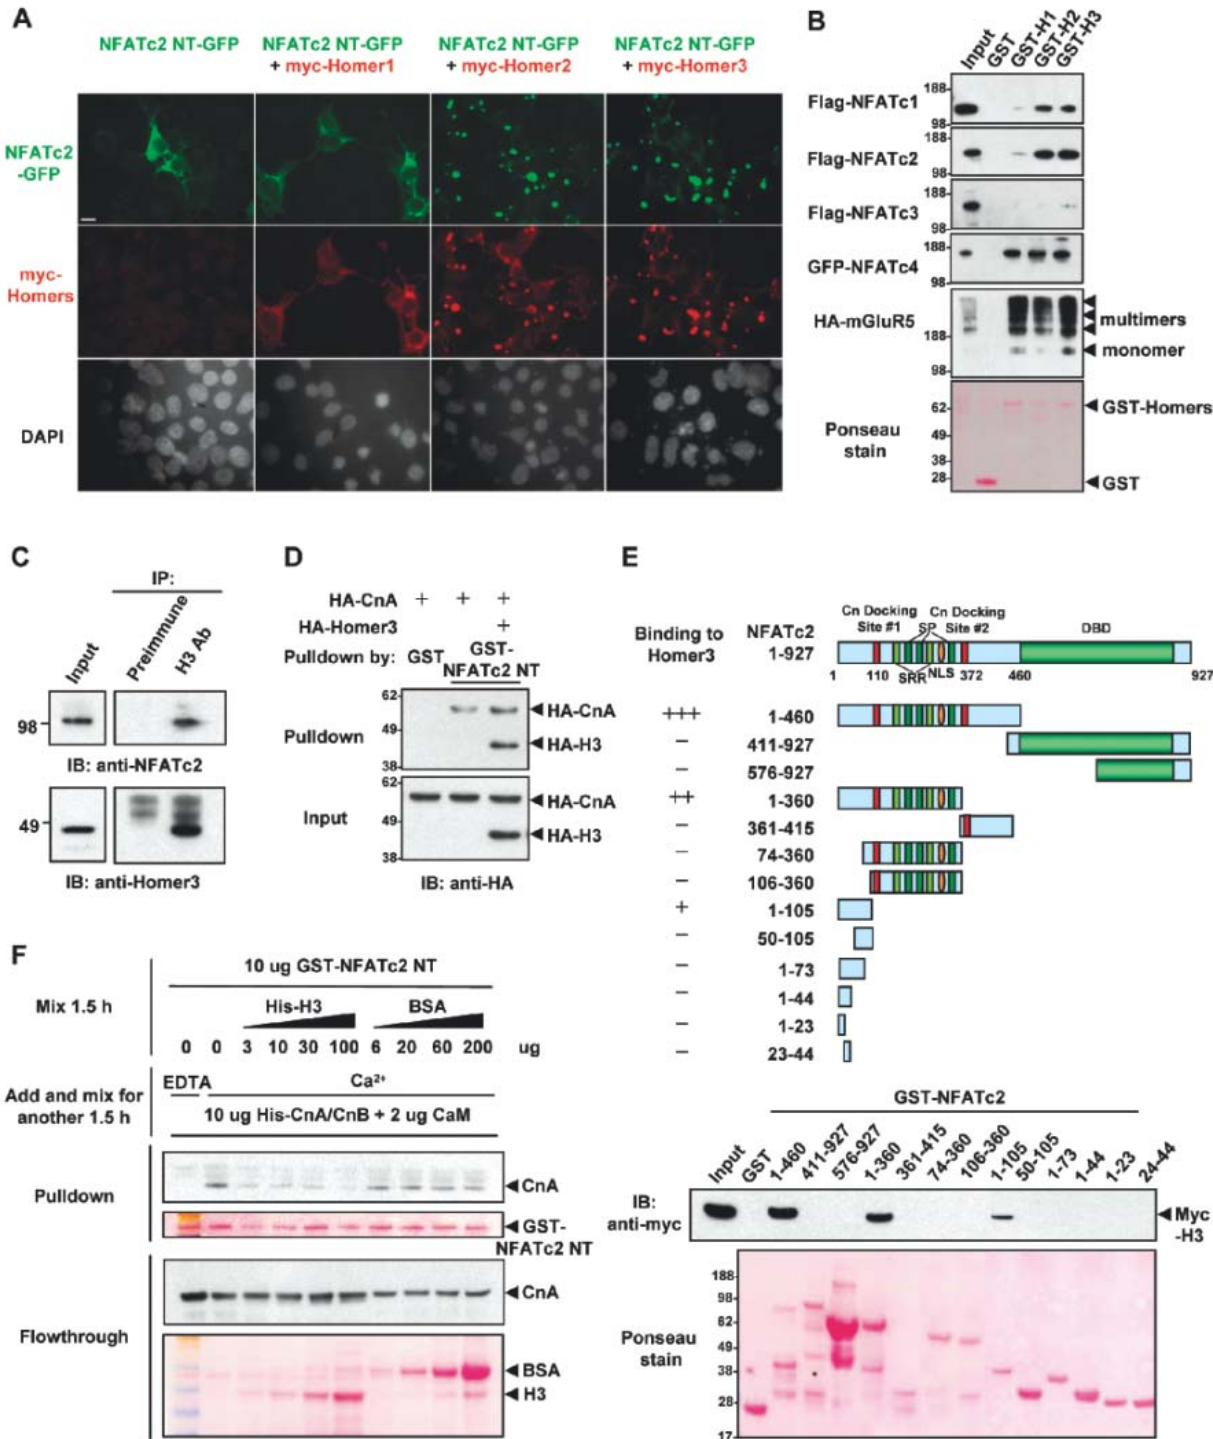 A
NFATc2 NT-GFP
NFATc2 NT-GFP
+ myc-Homer1
NFATc2 NT-GFP
+ myc-Homer2
NFATc2 NT-GFP
+ myc-Homer3
NFATc2
-GFP
myc-
Homers
DAPI
B
Input
GST
GST-H1
GST-H2
GST-H3
Flag-NFATc1
188-
98-
Flag-NFATc2
188-
98-
Flag-NFATc3
188-
98-
GFP-NFATc4
188-
98-
HA-mGluR5
188-
98-
multimers
monomer
Ponseau
stain
62-
49-
38-
28-
GST-Homers
GST
C
IP:
Input
Preimmune
H3 Ab
98
IB: anti-NFATc2
49
IB: anti-Homer3
D
HA-CnA + + +
HA-Homer3 +
Pulldown by: GST GST-
NFATc2 NT
Pulldown
62-
49-
38-
HA-CnA
HA-H3
Input
62-
49-
38-
HA-CnA
HA-H3
IB: anti-HA
E
Binding to
Homer3
NFATc2
1-927
Cn Docking
Site #1
SP
Cn Docking
Site #2
DBD
1 110 SRR NLS 372 460 927
+++ 1-460
− 411-927
− 576-927
++ 1-360
− 361-415
− 74-360
− 106-360
+ 1-105
− 50-105
− 1-73
− 1-44
− 1-23
− 23-44
GST-NFATc2
Input
GST
1-460
411-927
576-927
1-360
361-415
74-360
106-360
1-105
50-105
1-73
1-44
1-23
24-44
IB:
anti-myc
Myc
-H3
Ponseau
stain
188-
98-
62-
49-
38-
28-
17-
F
Mix 1.5 h
10 ug GST-NFATc2 NT
His-H3 BSA
0 0 3 10 30 100 6 20 60 200 ug
Add and mix for
another 1.5 h
EDTA Ca²⁺
10 ug His-CnA/CnB + 2 ug CaM
Pulldown
CnA
GST-
NFATc2 NT
Flowthrough
CnA
BSA
H3